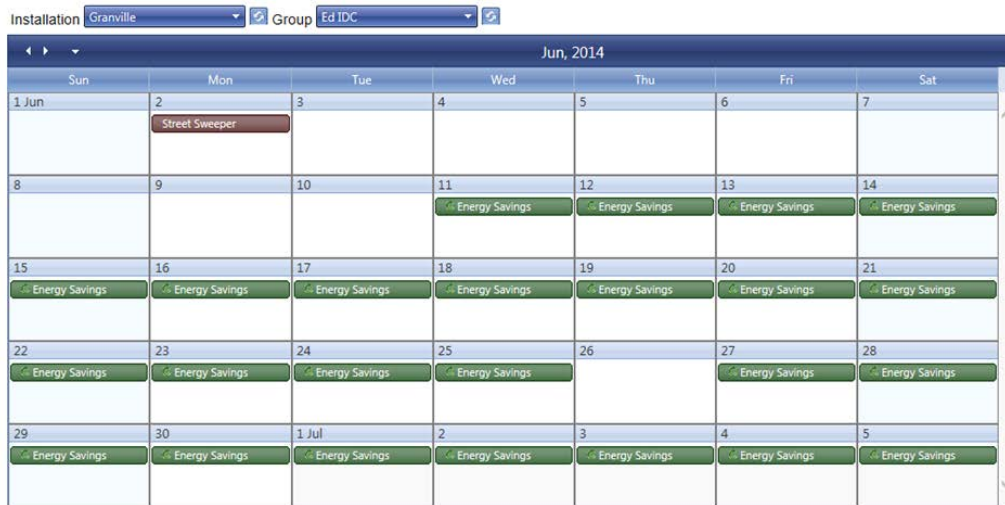 Installation Granville Group Ed IDC
Jun, 2014
Sun Mon Tue Wed Thu Fri Sat
1 Jun 2 3 4 5 6 7
Street Sweeper
8 9 10 11 12 13 14
Energy Savings Energy Savings Energy Savings Energy Savings
15 16 17 18 19 20 21
Energy Savings Energy Savings Energy Savings Energy Savings Energy Savings Energy Savings Energy Savings
22 23 24 25 26 27 28
Energy Savings Energy Savings Energy Savings Energy Savings Energy Savings Energy Savings
29 30 1 Jul 2 3 4 5
Energy Savings Energy Savings Energy Savings Energy Savings Energy Savings Energy Savings Energy Savings